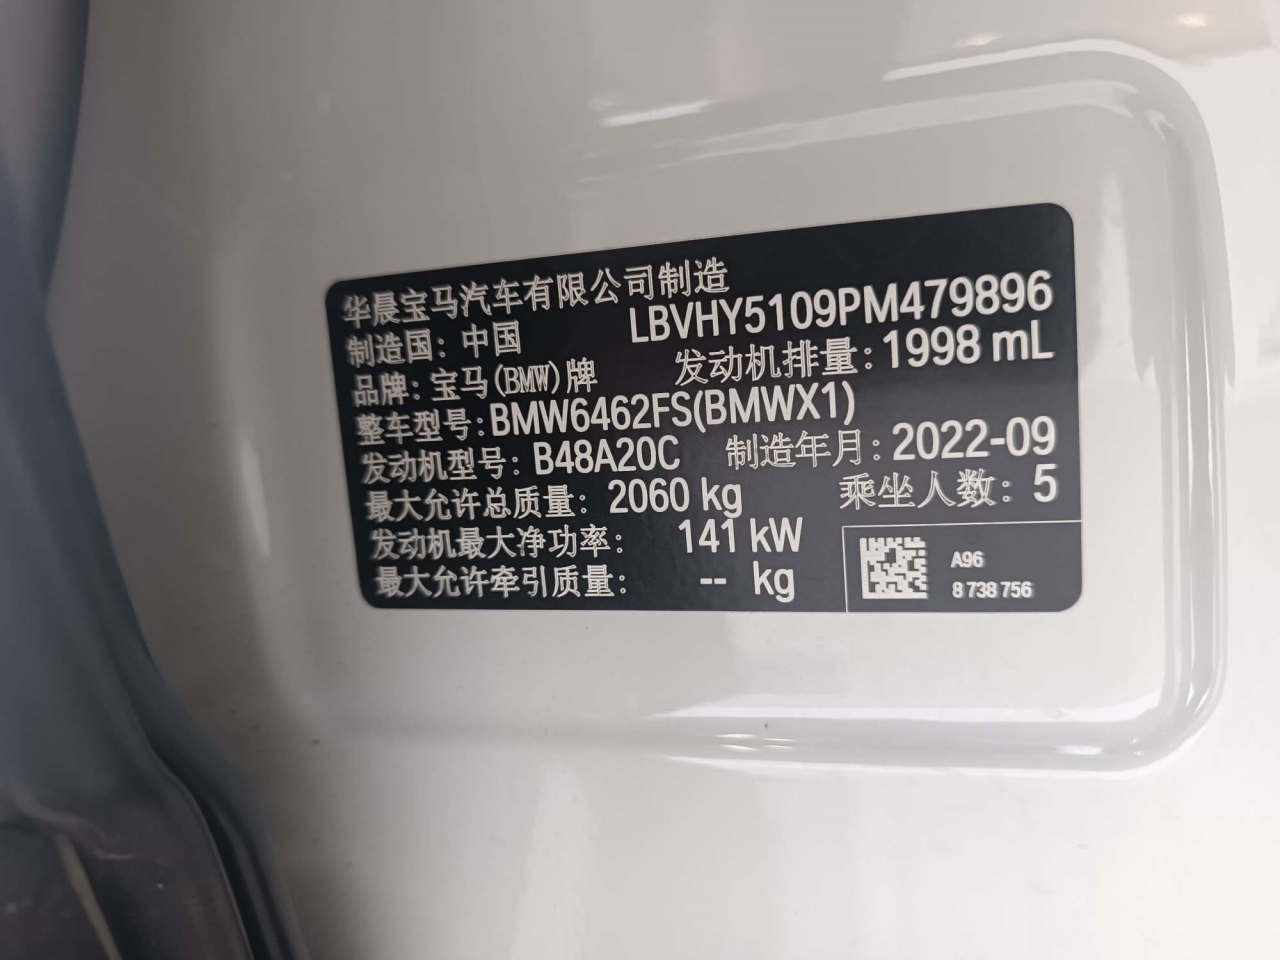 华晨宝马汽车有限公司制造
制造国：中国 LBVHY5109PM479896
品牌：宝马(BMW)牌 发动机排量：1998 mL
整车型号：BMW6462FS(BMWX1)
发动机型号：B48A20C 制造年月：2022-09
最大允许总质量：2060 kg 乘坐人数：5
发动机最大净功率： 141 kW
最大允许牵引质量： -- kg
A96
8 738 756